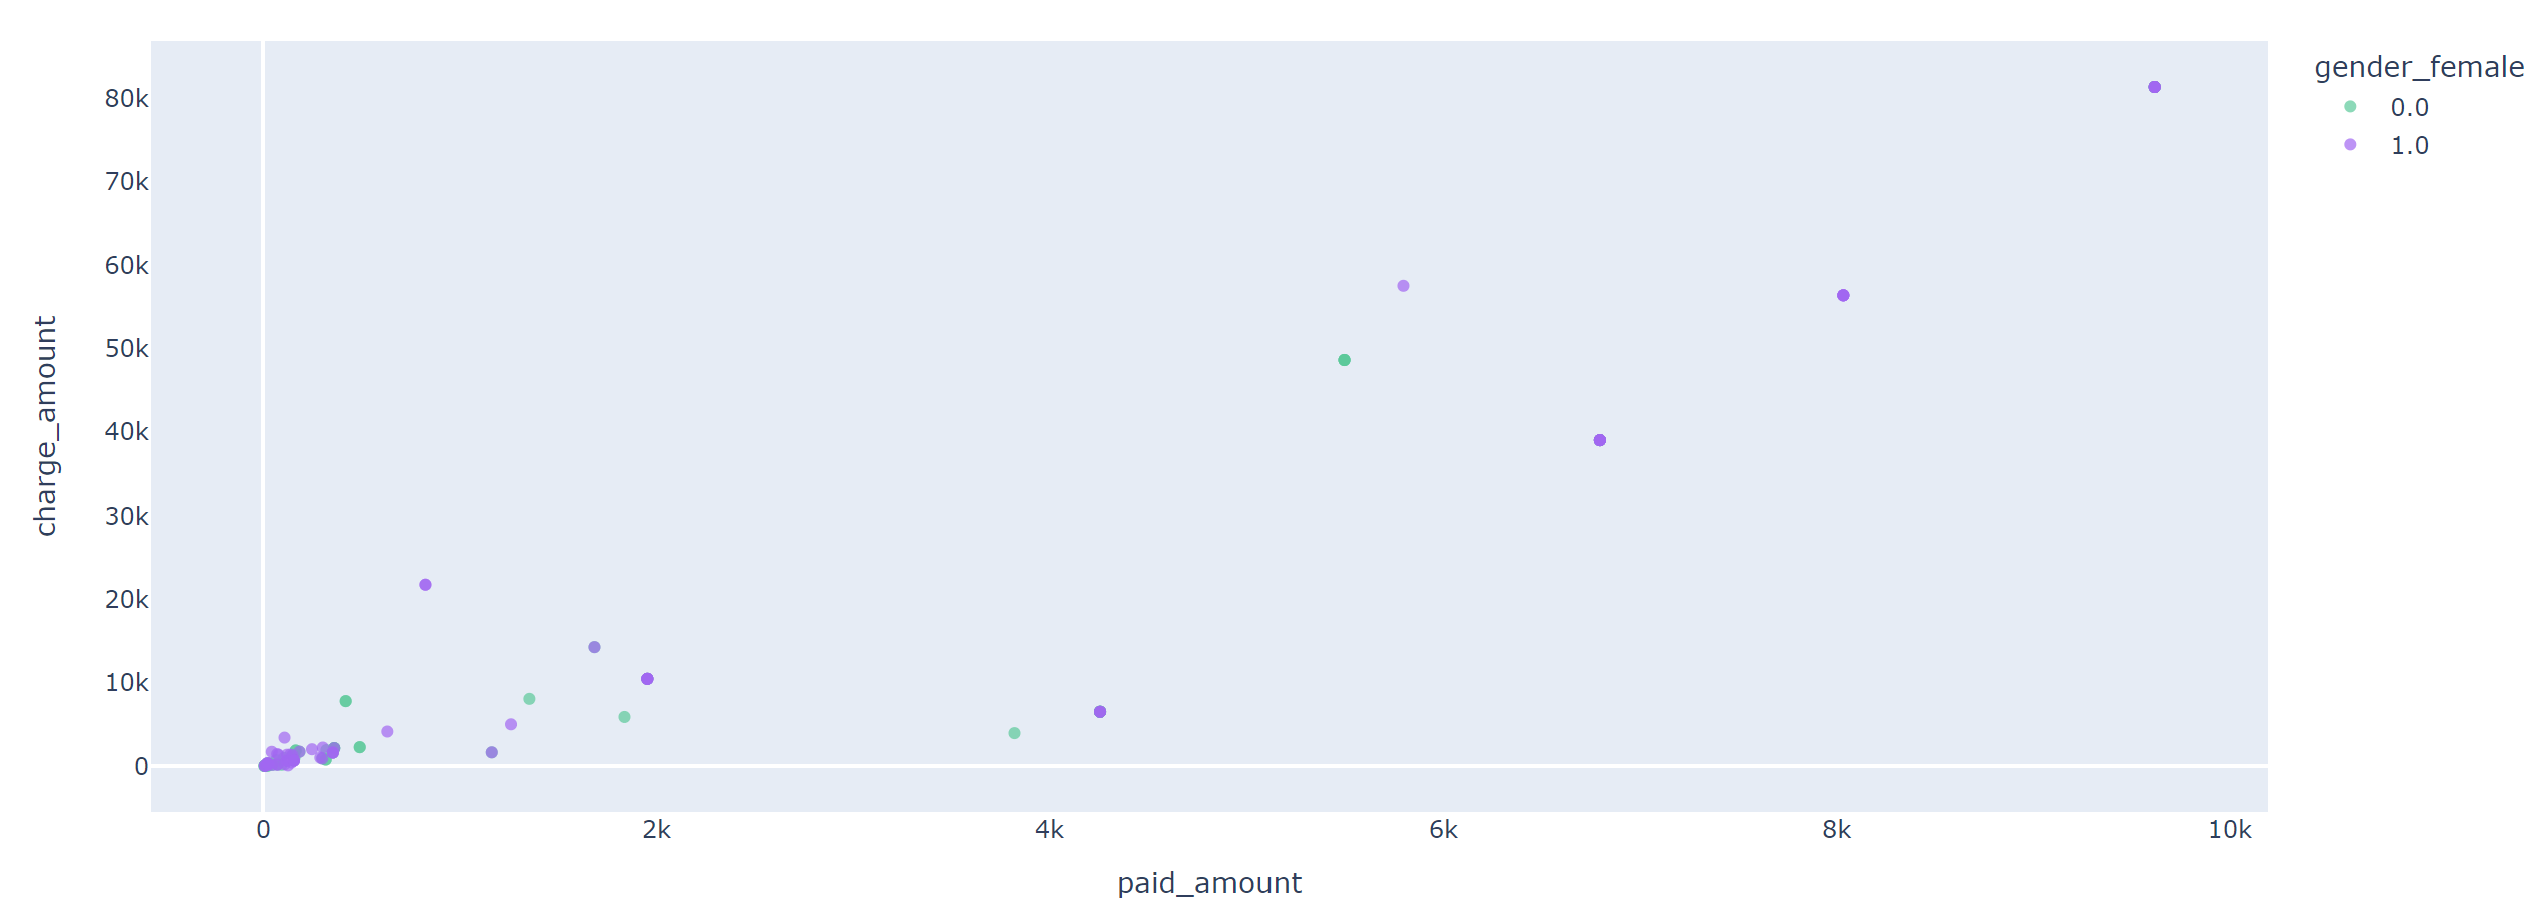 gender_female
0.0
1.0
80k
70k
60k
50k
40k
30k
20k
10k
0
charge_amount
0
2k
4k
6k
8k
10k
paid_amount